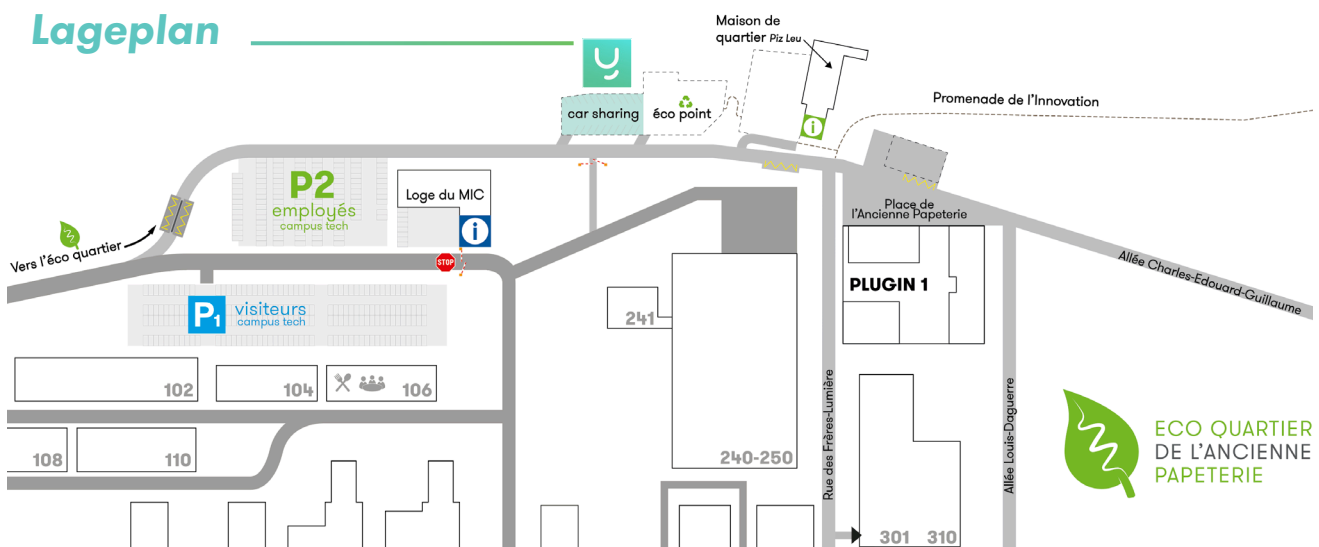 Lageplan
Maison de
quartier Piz Leu
car sharing
éco point
Promenade de l'Innovation
P2
employés
campus tech
Loge du MIC
i
i
Place de
l'Ancienne Papeterie
Vers l'éco quartier
STOP
Allée Charles-Edouard-Guillaume
P1
visiteurs
campus tech
PLUGIN 1
241
102
104
106
Rue des Frères-Lumière
Allée Louis-Daguerre
108
110
240-250
ECO QUARTIER
DE L'ANCIENNE
PAPETERIE
301
310